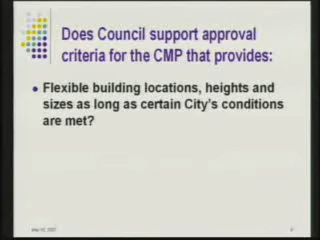 Does Council support approval
criteria for the CMP that provides:
Flexible building locations, heights and
sizes as long as certain City's conditions
are met?